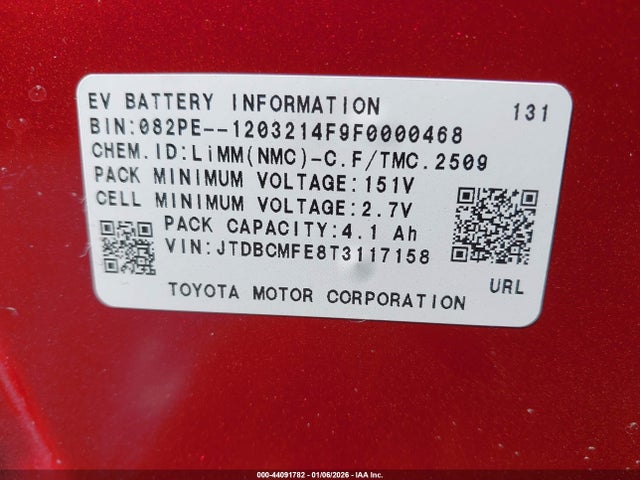 EV BATTERY INFORMATION 131
BIN:082PE--1203214F9F0000468
CHEM.ID:LiMM(NMC)-C.F/TMC.2509
PACK MINIMUM VOLTAGE:151V
CELL MINIMUM VOLTAGE:2.7V
PACK CAPACITY:4.1 Ah
VIN:JTDBCMFE8T3117158
URL
TOYOTA MOTOR CORPORATION
000-44091782 - 01/06/2026 - IAA Inc.